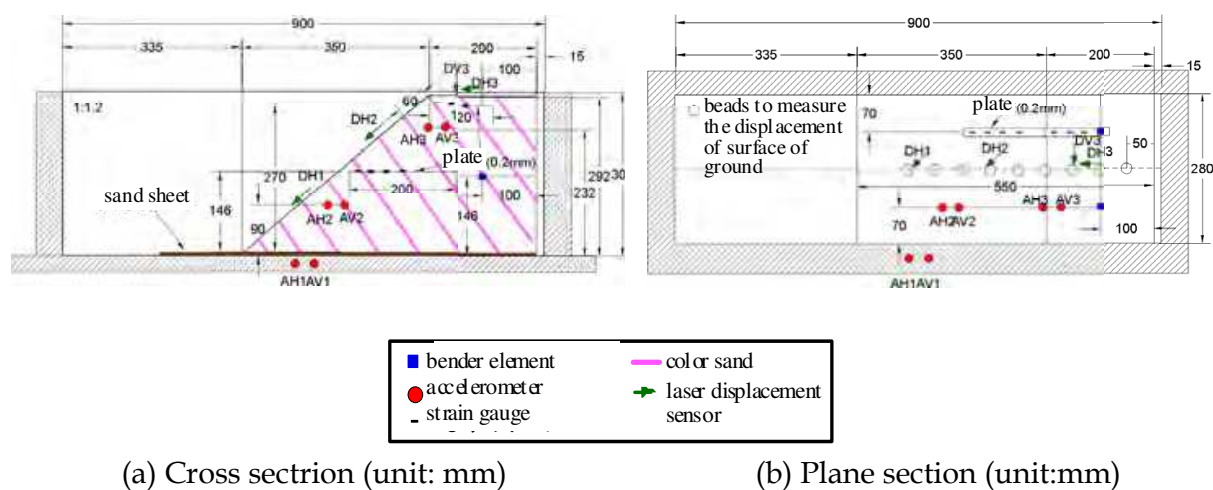 900
335
350
200
15
100
DV3
DH3
1:1.2
60
DH2
120
AH3
AV3
plate (0.2mm)
DH1
270
292
30
232
200
100
sand sheet
146
AH2
AV2
146
90
AH1AV1
900
335
350
200
15
100
beads to measure
the displacement
of surface of
ground
70
plate (0.2mm)
DV3
DH1
DH2
DH3
50
550
280
AH3
AV3
AH2
AV2
70
100
AH1AV1
bender element
color sand
accelerometer
laser displacement
sensor
strain gauge
(a) Cross sectrion (unit: mm)
(b) Plane section (unit:mm)